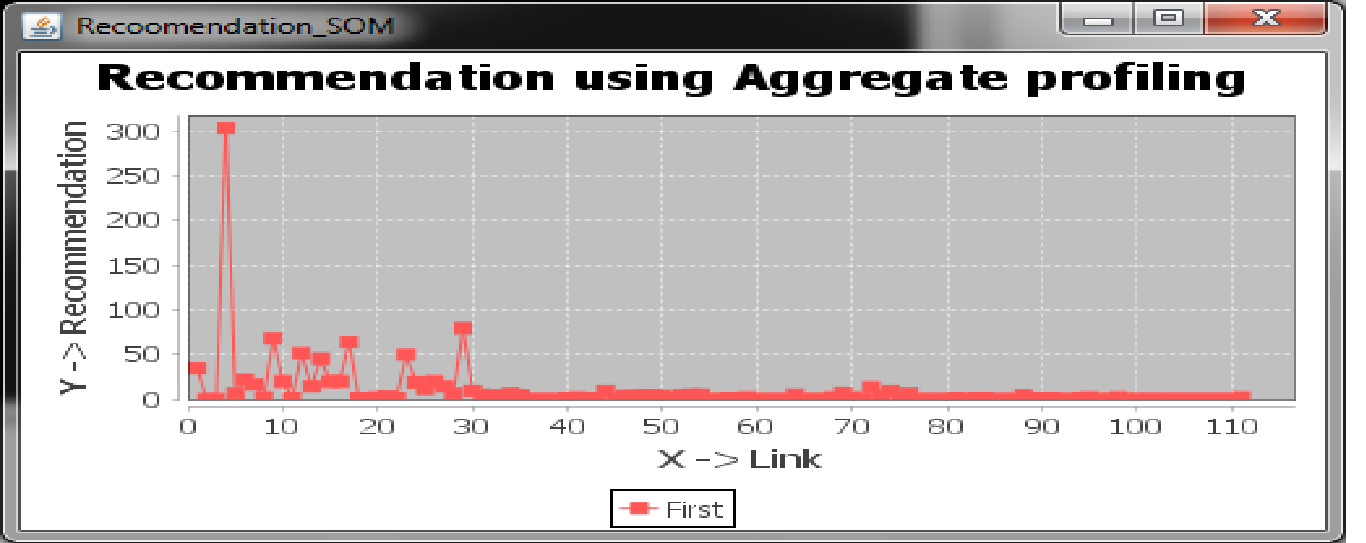 Recoomendation_SOM
Recommendation using Aggregate profiling
Y -> Recommendation
300
250
200
150
100
50
0
0 10 20 30 40 50 60 70 80 90 100 110
X -> Link
First